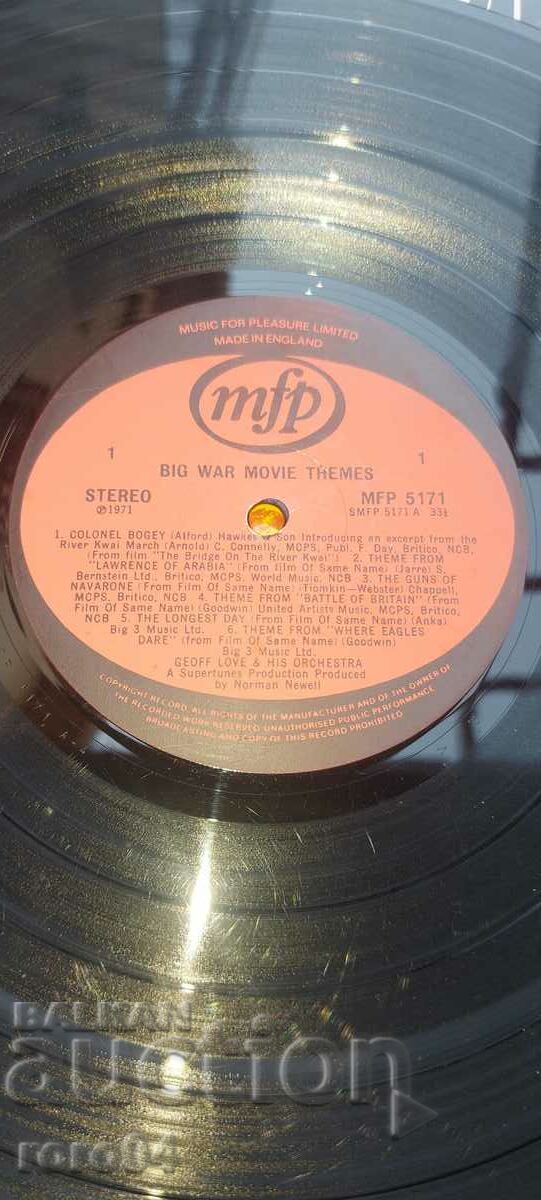 MUSIC FOR PLEASURE LIMITED
MADE IN ENGLAND
mfp
1 1
BIG WAR MOVIE THEMES
STEREO MFP 5171
℗1971 SMFP 5171 A 33⅓
1. COLONEL BOGEY (Alford) Hawkes & Son Introducing an excerpt from the
River Kwai March (Arnold) C. Connelly, MCPS, Publ. F. Day, Britico, NCB,
(From film "The Bridge On The River Kwai") 2. THEME FROM
"LAWRENCE OF ARABIA" (From film Of Same Name) (Jarre) S.
Bernstein Ltd., Britico, MCPS, World Music, NCB 3. THE GUNS OF
NAVARONE (From Film Of Same Name) (Tiomkin—Webster) Chappell,
MCPS, Britico, NCB 4. THEME FROM "BATTLE OF BRITAIN" (From
Film Of Same Name) (Goodwin) United Artists Music, MCPS, Britico,
NCB 5. THE LONGEST DAY (From Film Of Same Name) (Anka)
Big 3 Music Ltd. 6. THEME FROM "WHERE EAGLES
DARE" (from Film Of Same Name) (Goodwin)
Big 3 Music Ltd.
GEOFF LOVE & HIS ORCHESTRA
A Supertunes Production Produced
by Norman Newell
COPYRIGHT RECORD, ALL RIGHTS OF THE MANUFACTURER AND OF THE OWNER OF
THE RECORDED WORK RESERVED UNAUTHORISED PUBLIC PERFORMANCE
BROADCASTING AND COPY OF THIS RECORD PROHIBITED
BALKAN
auction
roro04